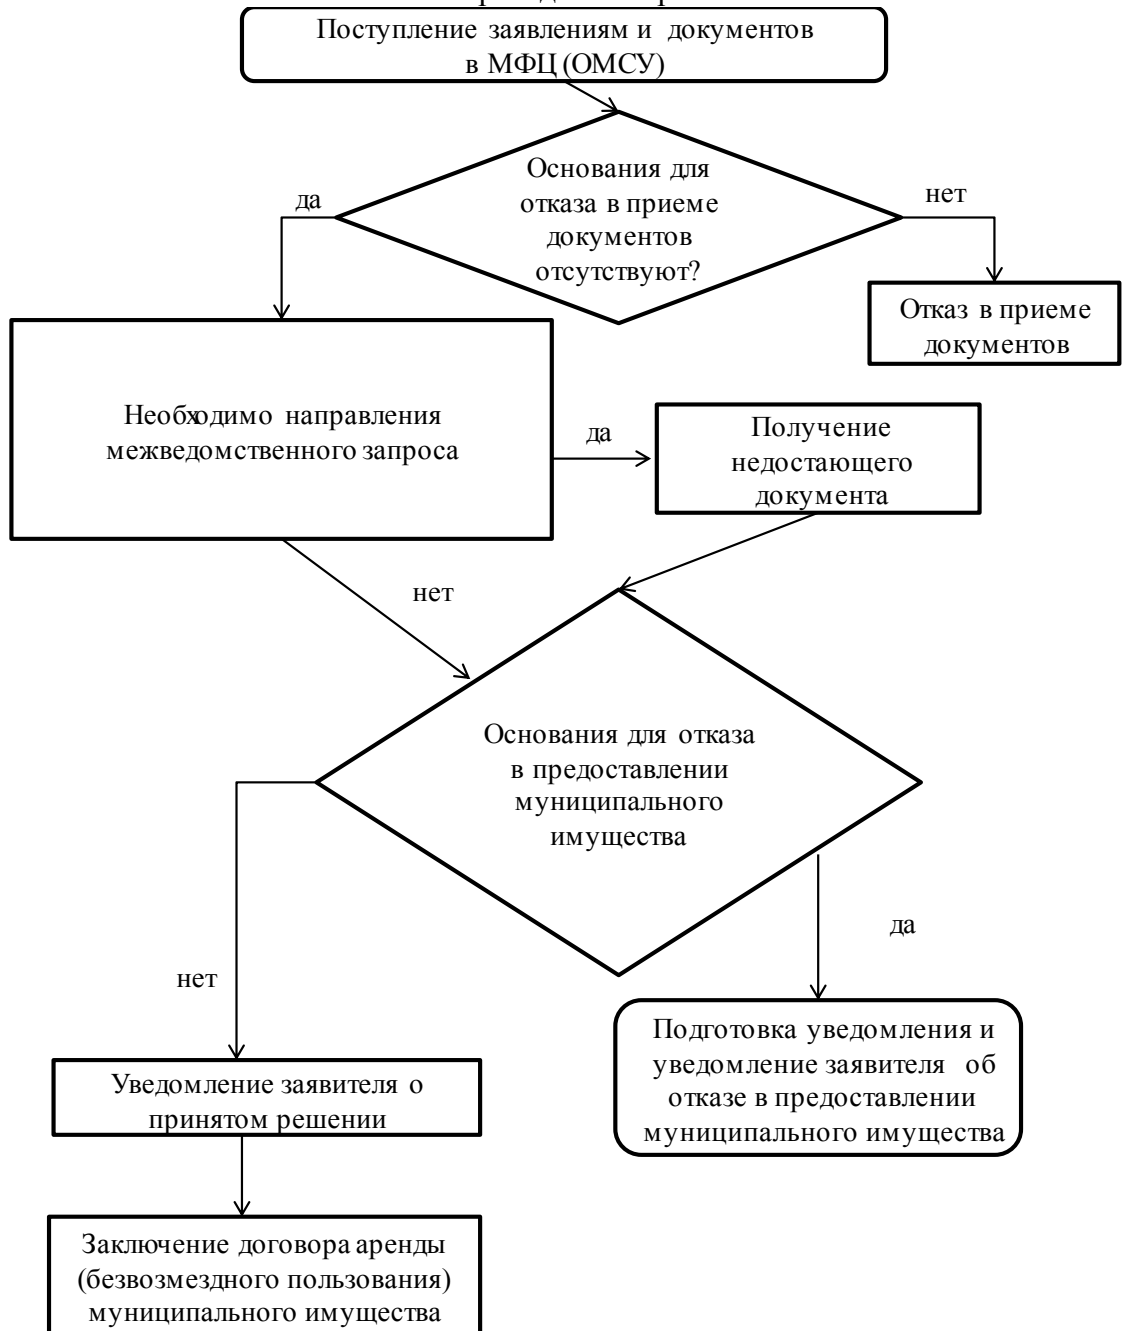 Поступление заявлениям и документов
в МФЦ (ОМСУ)
Основания для
отказа в приеме
документов
отсутствуют?
да
нет
Отказ в приеме
документов
Необходимо направления
межведомственного запроса
да
Получение
недостающего
документа
нет
Основания для отказа
в предоставлении
муниципального
имущества
да
нет
Подготовка уведомления и
уведомление заявителя об
отказе в предоставлении
муниципального имущества
Уведомление заявителя о
принятом решении
Заключение договора аренды
(безвозмездного пользования)
муниципального имущества